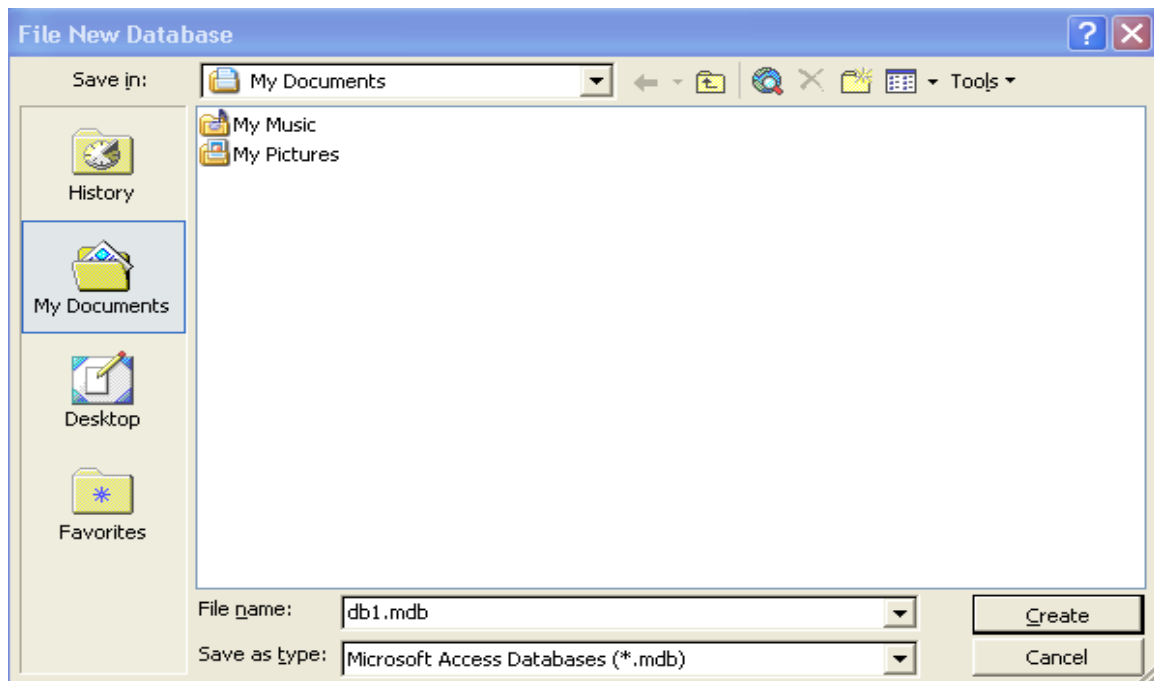 File New Database
Save in:
My Documents
Tools
My Music
My Pictures
History
My Documents
Desktop
Favorites
File name:
db1.mdb
Create
Save as type:
Microsoft Access Databases (*.mdb)
Cancel